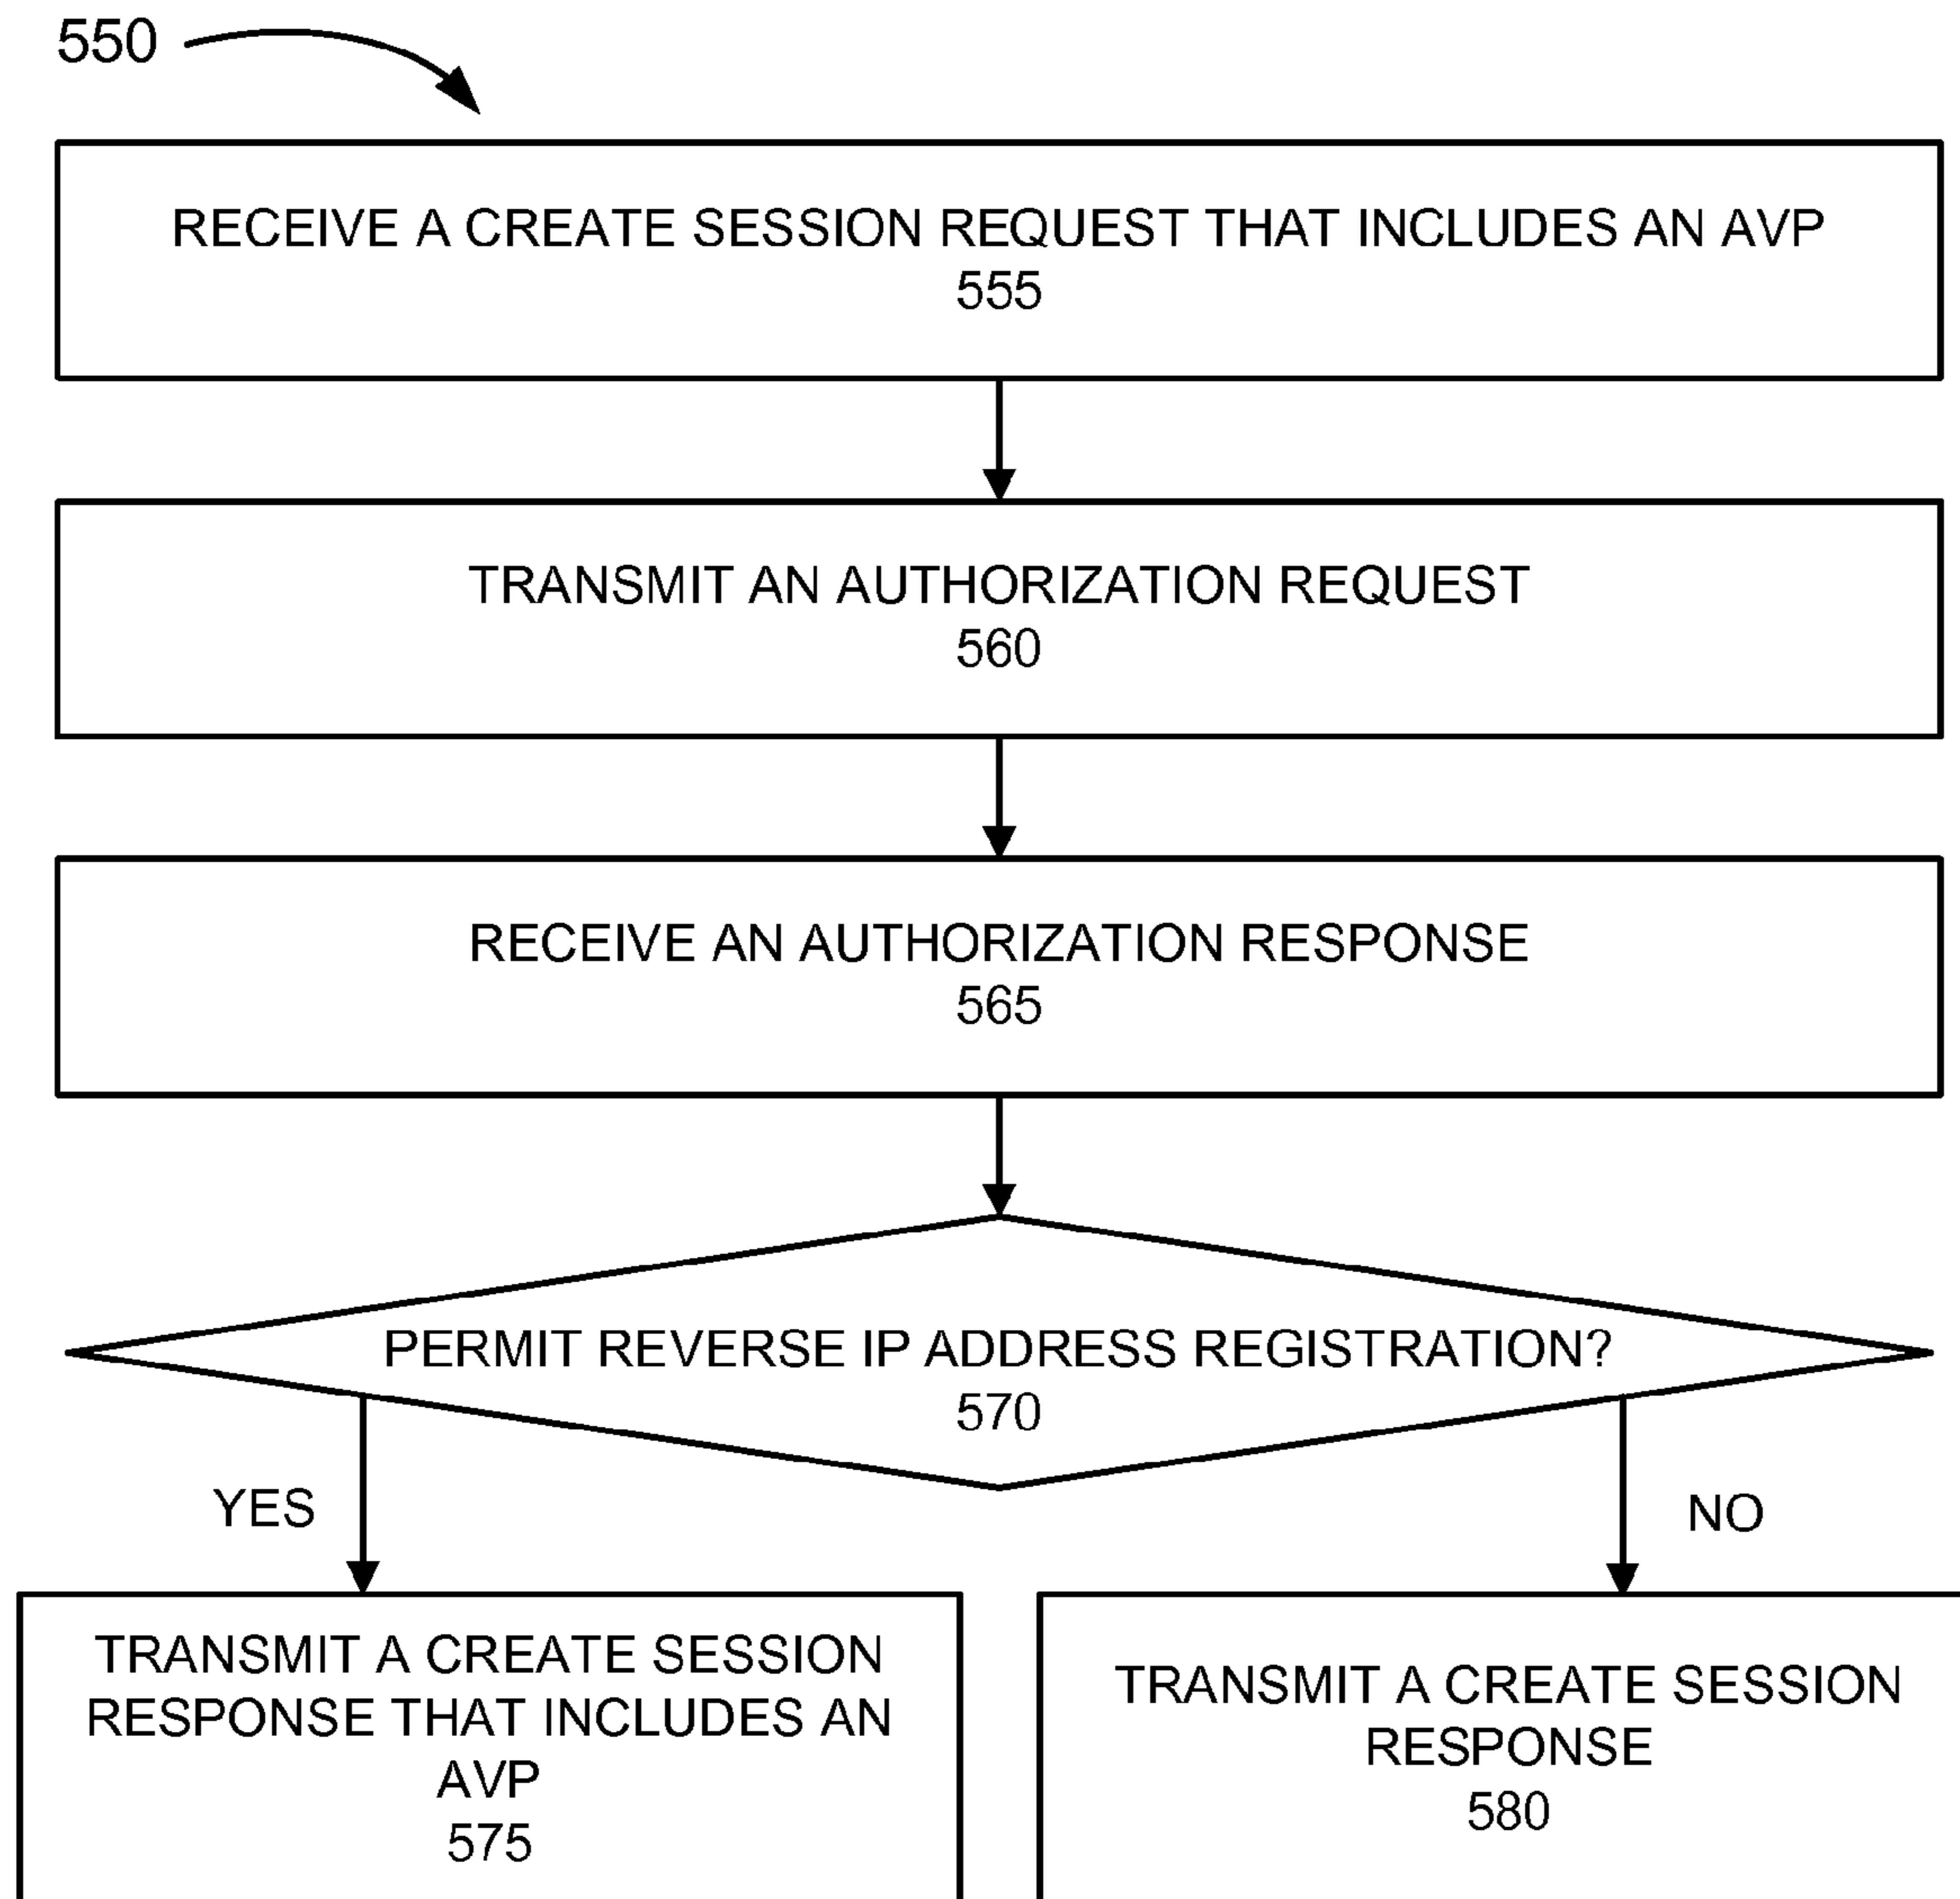 550
RECEIVE A CREATE SESSION REQUEST THAT INCLUDES AN AVP
555
TRANSMIT AN AUTHORIZATION REQUEST
560
RECEIVE AN AUTHORIZATION RESPONSE
565
PERMIT REVERSE IP ADDRESS REGISTRATION?
570
YES
NO
TRANSMIT A CREATE SESSION
RESPONSE THAT INCLUDES AN
AVP
575
TRANSMIT A CREATE SESSION
RESPONSE
580